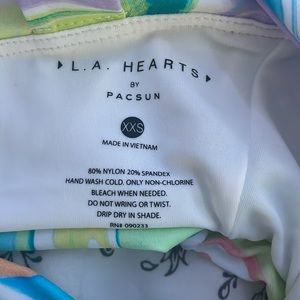 L.A. HEARTS
BY
PACSUN
XXS
MADE IN VIETNAM
80% NYLON 20% SPANDEX
HAND WASH COLD. ONLY NON-CHLORINE
BLEACH WHEN NEEDED.
DO NOT WRING OR TWIST.
DRIP DRY IN SHADE.
RN# 090233